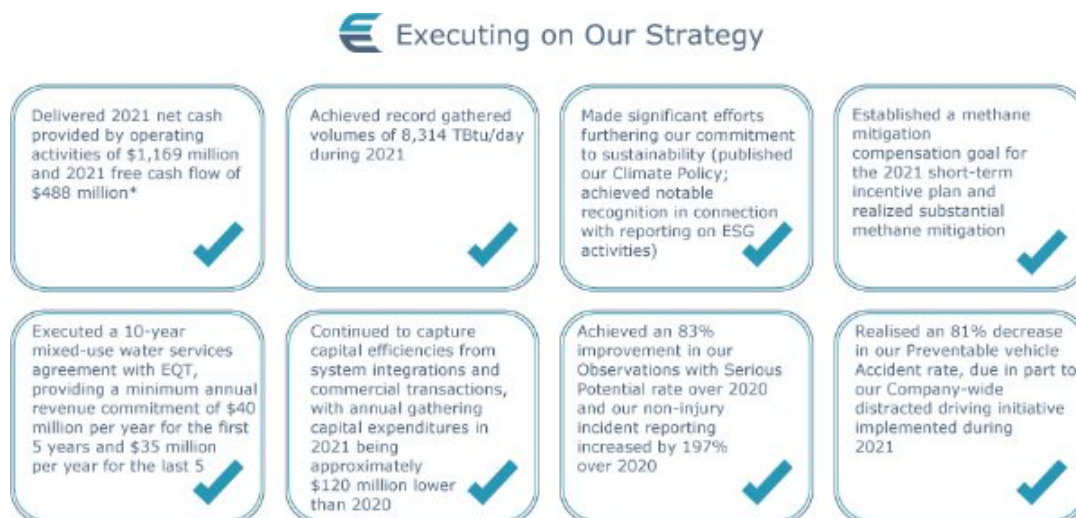 Executing on Our Strategy
Delivered 2021 net cash
provided by operating
activities of $1,169 million
and 2021 free cash flow of
$488 million*
Achieved record gathered
volumes of 8,314 TBtu/day
during 2021
Made significant efforts
furthering our commitment
to sustainability (published
our Climate Policy;
achieved notable
recognition in connection
with reporting on ESG
activities)
Established a methane
mitigation
compensation goal for
the 2021 short-term
incentive plan and
realized substantial
methane mitigation
Executed a 10-year
mixed-use water services
agreement with EQT,
providing a minimum annual
revenue commitment of $40
million per year for the first
5 years and $35 million
per year for the last 5
Continued to capture
capital efficiencies from
system integrations and
commercial transactions,
with annual gathering
capital expenditures in
2021 being
approximately
$120 million lower
than 2020
Achieved an 83%
improvement in our
Observations with Serious
Potential rate over 2020
and our non-injury
incident reporting
increased by 197%
over 2020
Realised an 81% decrease
in our Preventable vehicle
Accident rate, due in part to
our Company-wide
distracted driving initiative
implemented during
2021